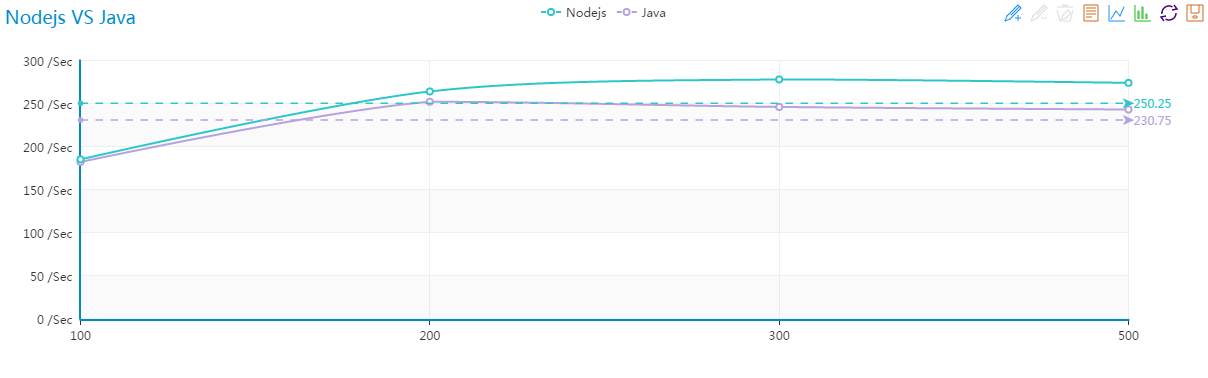 Nodejs VS Java
Nodejs
Java
300 /Sec
250 /Sec
200 /Sec
150 /Sec
100 /Sec
50 /Sec
0 /Sec
250.25
230.75
100
200
300
500